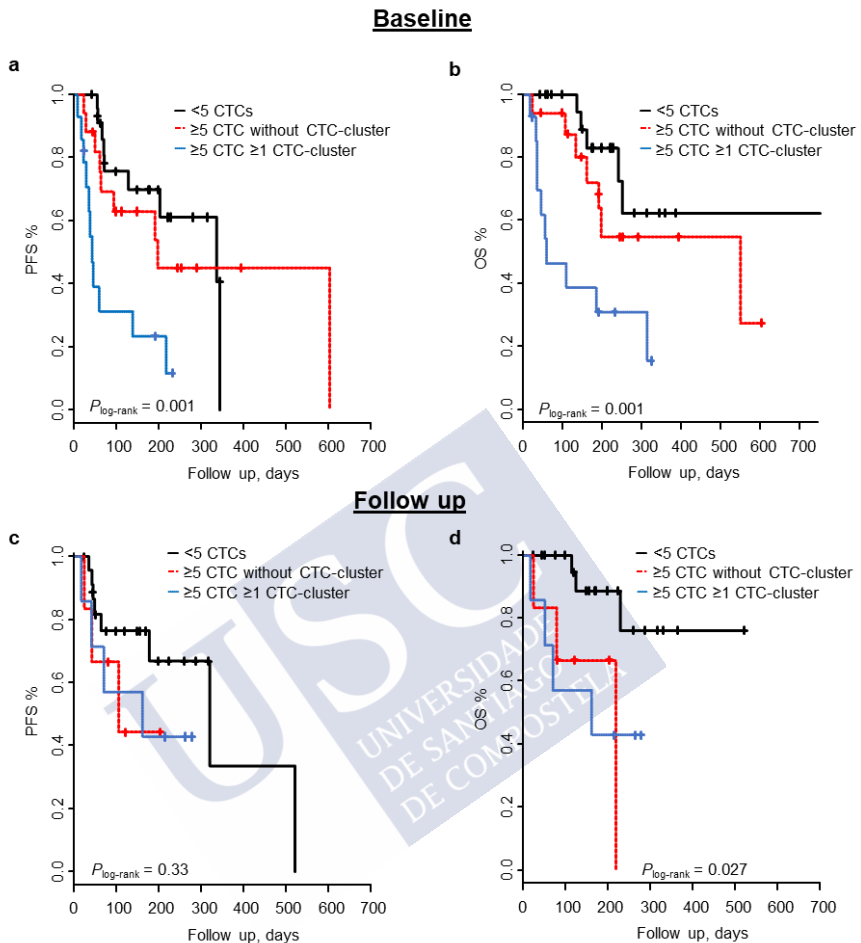 Baseline
a
<5 CTCs
≥5 CTC without CTC-cluster
≥5 CTC ≥1 CTC-cluster
PFS %
0.0 0.2 0.4 0.6 0.8 1.0
P log-rank = 0.001
0 100 200 300 400 500 600 700
Follow up, days
b
<5 CTCs
≥5 CTC without CTC-cluster
≥5 CTC ≥1 CTC-cluster
OS %
0.0 0.2 0.4 0.6 0.8 1.0
P log-rank = 0.001
0 100 200 300 400 500 600 700
Follow up, days
Follow up
c
<5 CTCs
≥5 CTC without CTC-cluster
≥5 CTC ≥1 CTC-cluster
PFS %
0.0 0.2 0.4 0.6 0.8 1.0
P log-rank = 0.33
0 100 200 300 400 500 600 700
Follow up, days
d
<5 CTCs
≥5 CTC without CTC-cluster
≥5 CTC ≥1 CTC-cluster
OS %
0.0 0.2 0.4 0.6 0.8 1.0
P log-rank = 0.027
0 100 200 300 400 500 600 700
Follow up, days
USC
UNIVERSIDADE
DE SANTIAGO
DE COMPOSTELA